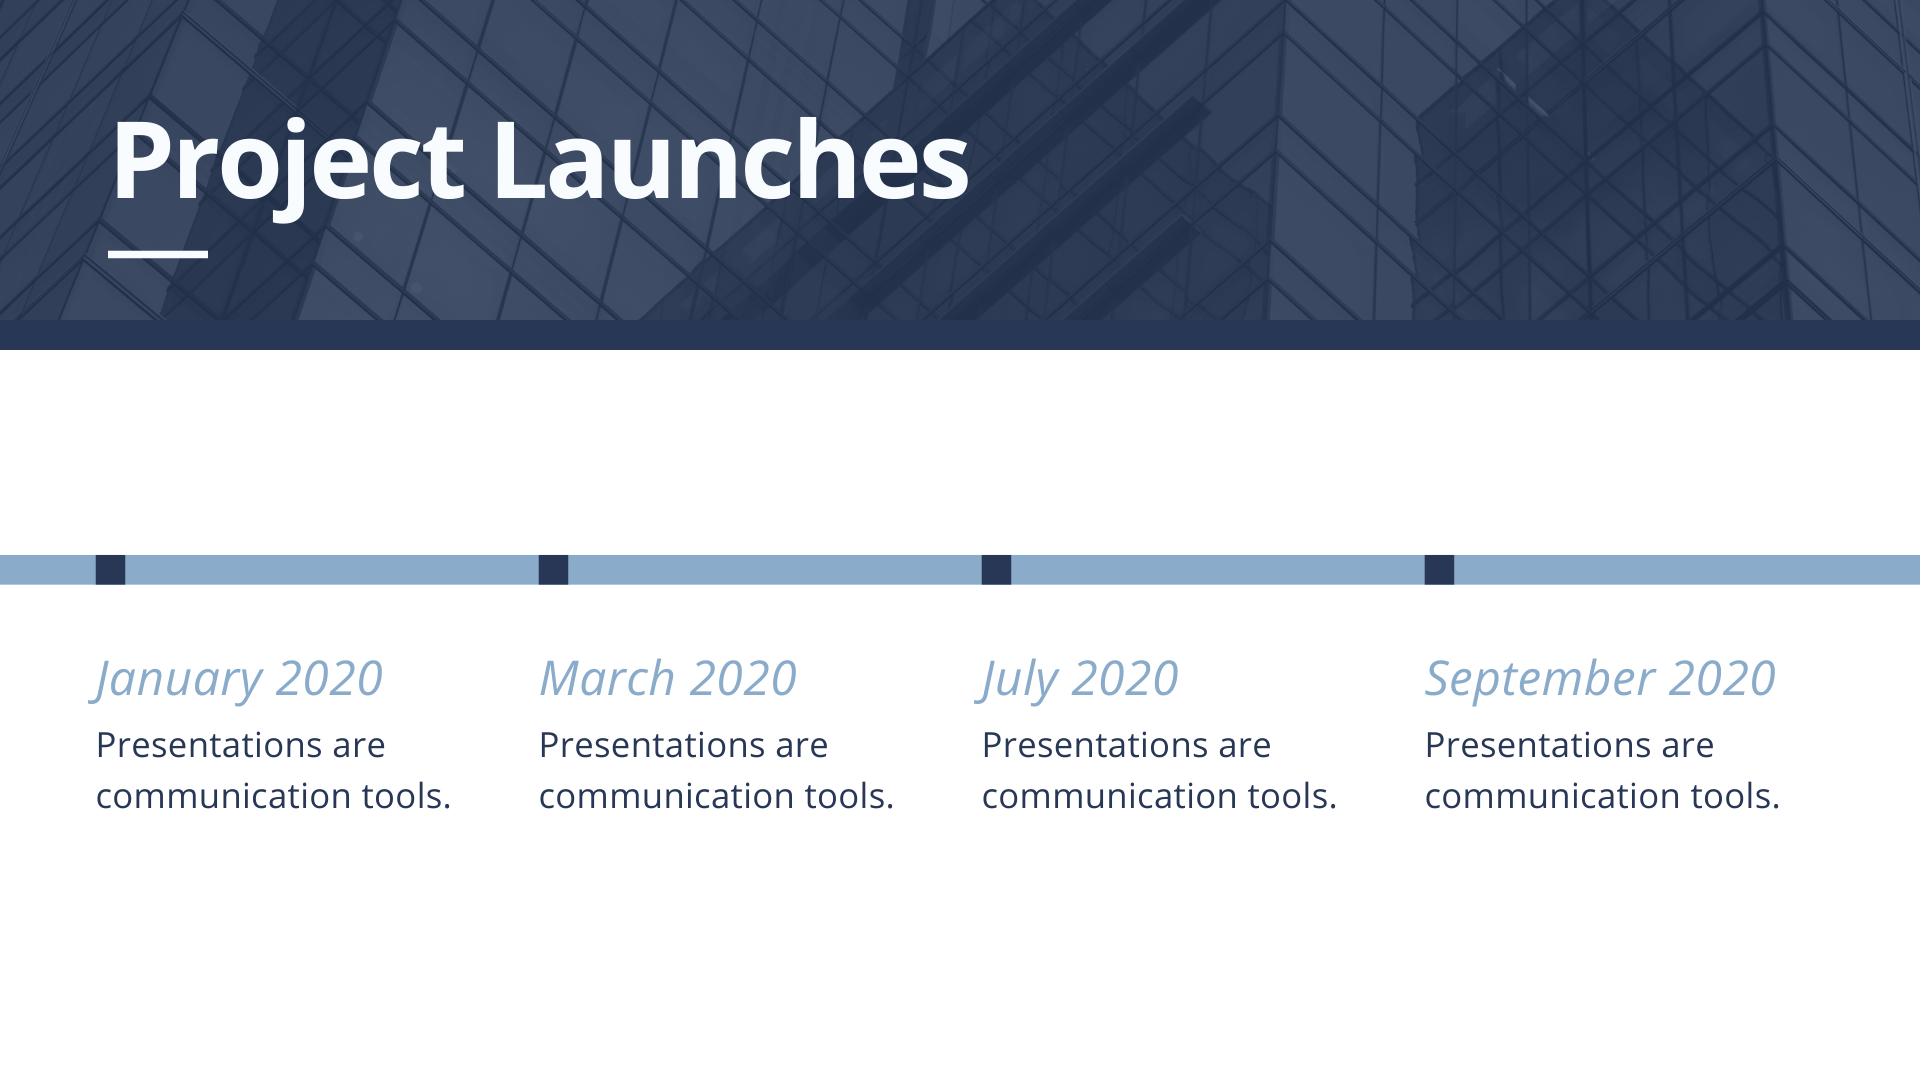 Project Launches
January 2020
Presentations are
communication tools.
March 2020
Presentations are
communication tools.
July 2020
Presentations are
communication tools.
September 2020
Presentations are
communication tools.